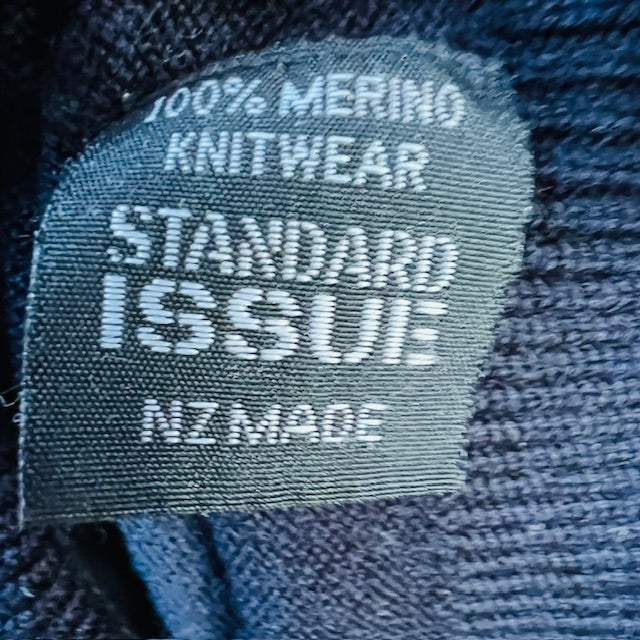 100% MERINO
KNITWEAR
STANDARD
ISSUE
NZ MADE